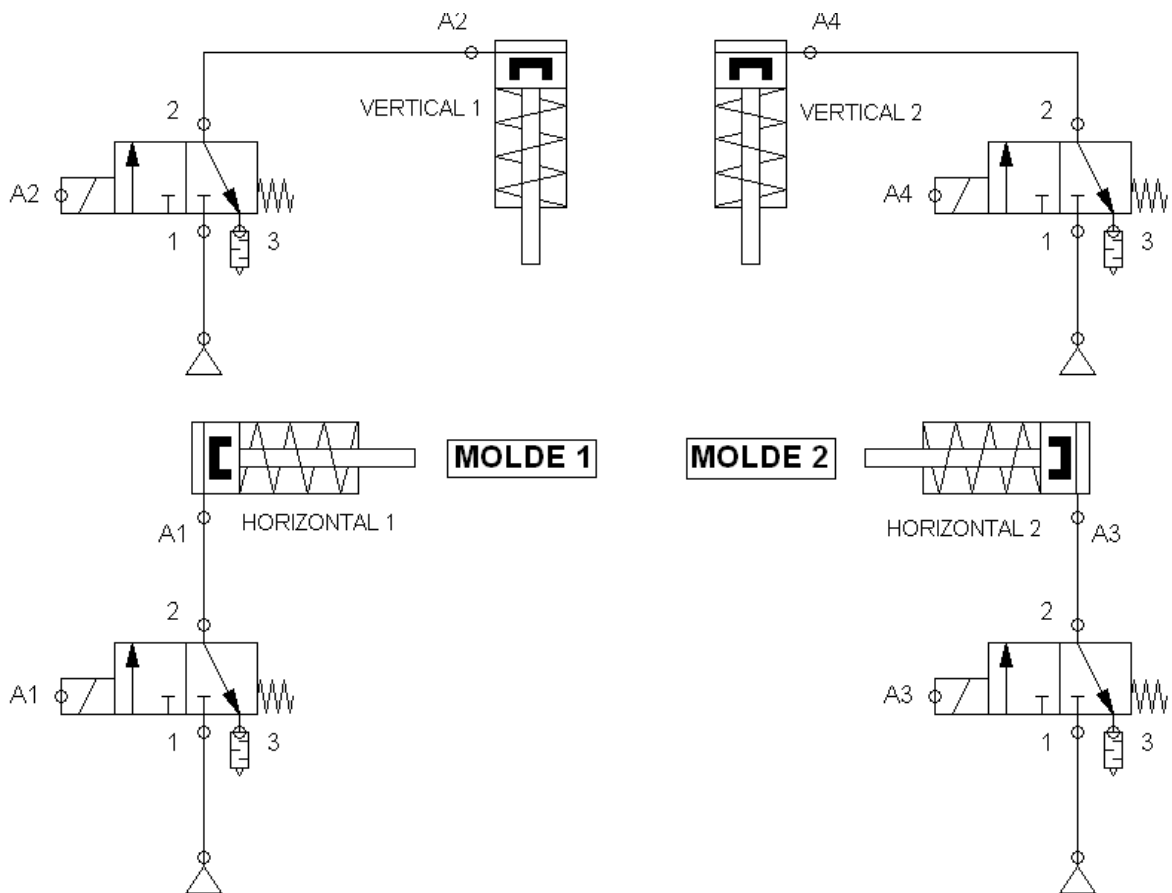 A2
A4
VERTICAL 1
VERTICAL 2
2
2
A2
A4
1
3
1
3
MOLDE 1
MOLDE 2
HORIZONTAL 1
HORIZONTAL 2
A1
A3
2
2
A1
A3
1
3
1
3